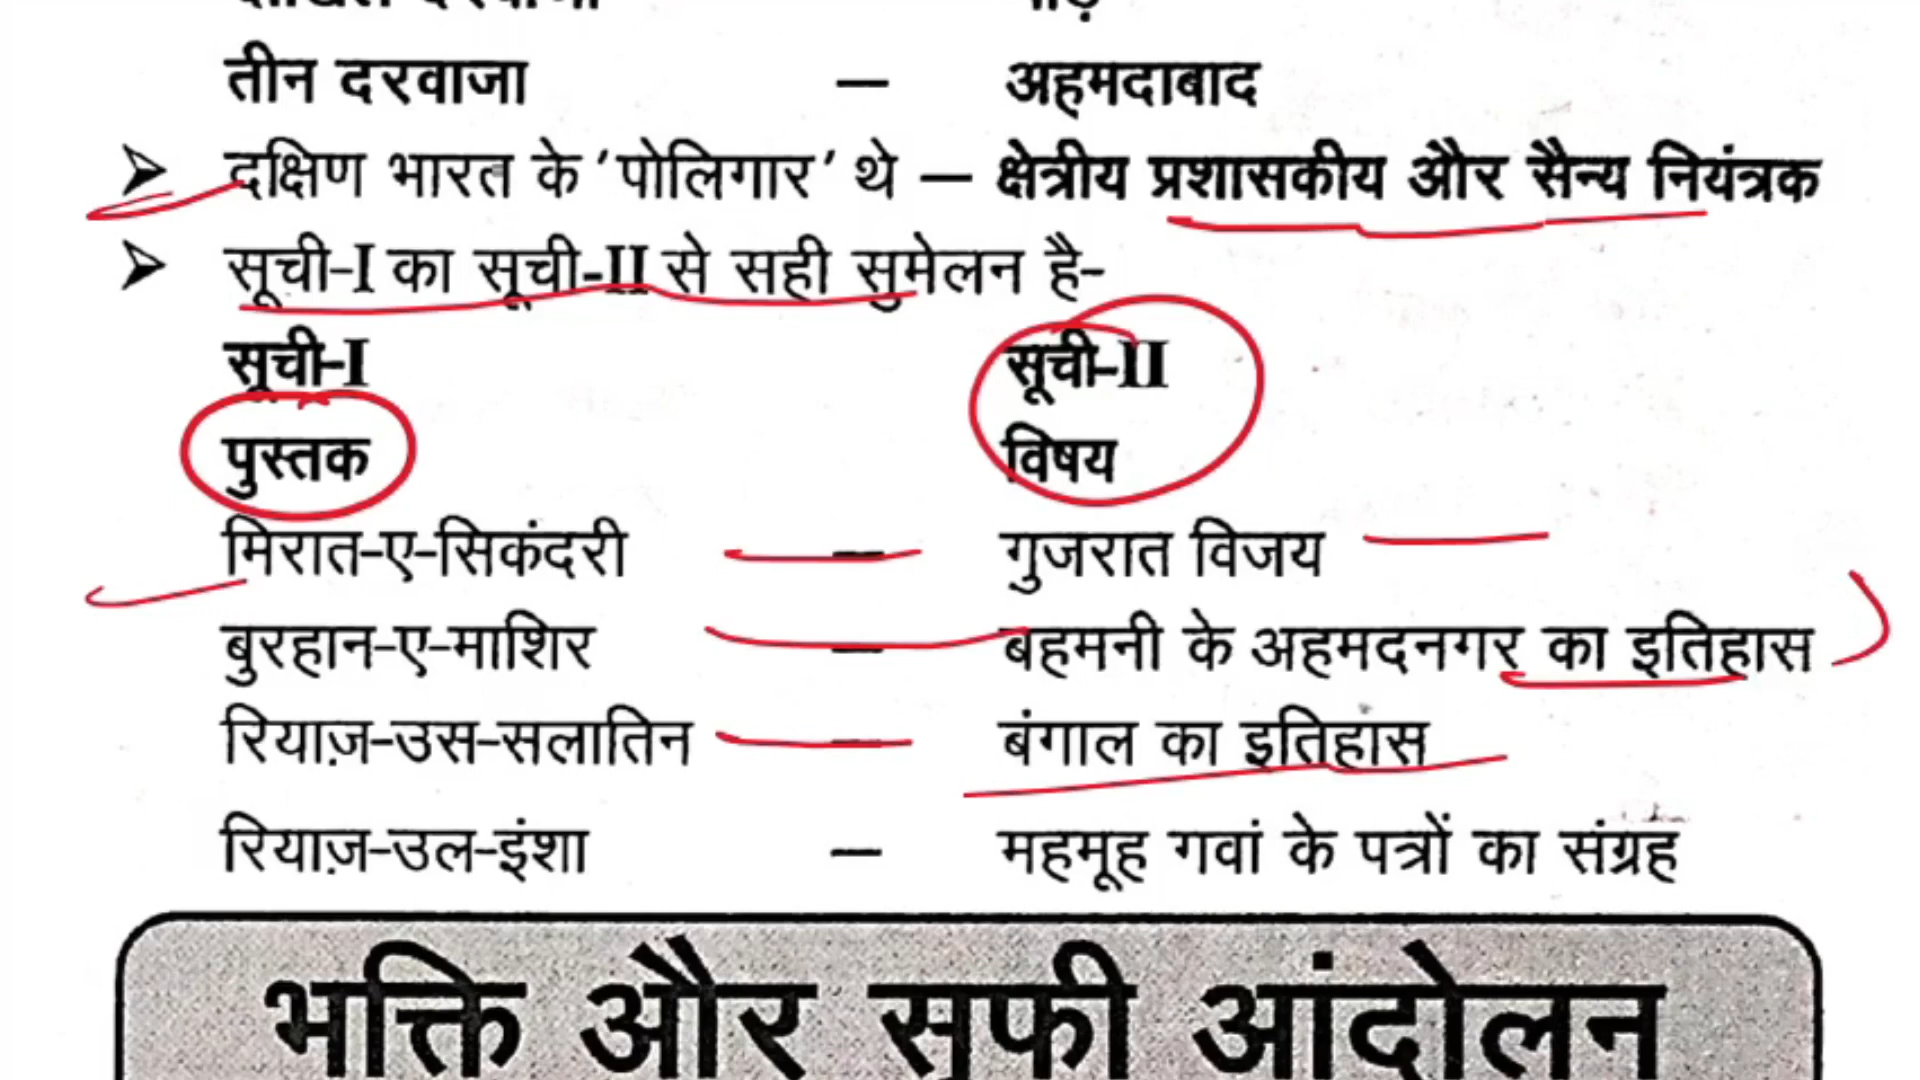 तीन दरवाजा — अहमदाबाद
➢ दक्षिण भारत के 'पोलिगार' थे — क्षेत्रीय प्रशासकीय और सैन्य नियंत्रक
➢ सूची-I का सूची-II से सही सुमेलन है-
सूची-I सूची-II
पुस्तक विषय
मिरात-ए-सिकंदरी — गुजरात विजय
बुरहान-ए-माशिर — बहमनी के अहमदनगर का इतिहास
रियाज़-उस-सलातिन — बंगाल का इतिहास
रियाज़-उल-इंशा — महमूह गवां के पत्रों का संग्रह
भक्ति और सूफी आंदोलन